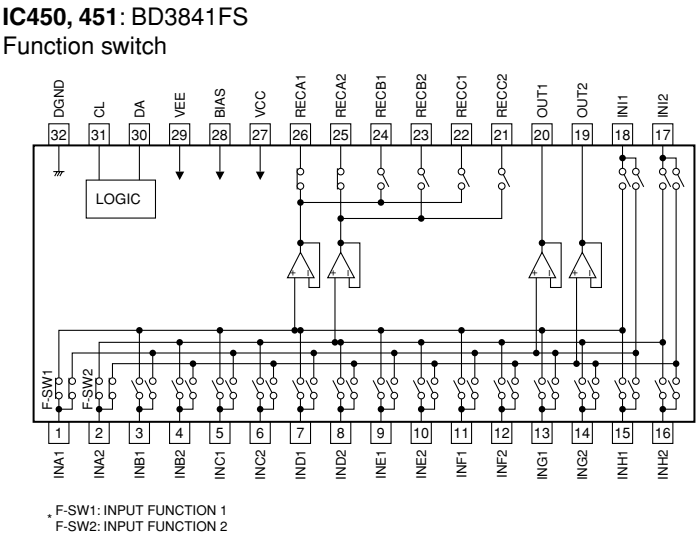 IC450, 451: BD3841FS
Function switch
DGND CL DA VEE BIAS VCC RECA1 RECA2 RECB1 RECB2 RECC1 RECC2 OUT1 OUT2 INI1 INI2
32 31 30 29 28 27 26 25 24 23 22 21 20 19 18 17
LOGIC
+ − + − + − + −
F-SW1 F-SW2
1 2 3 4 5 6 7 8 9 10 11 12 13 14 15 16
INA1 INA2 INB1 INB2 INC1 INC2 IND1 IND2 INE1 INE2 INF1 INF2 ING1 ING2 INH1 INH2
* F-SW1: INPUT FUNCTION 1
F-SW2: INPUT FUNCTION 2